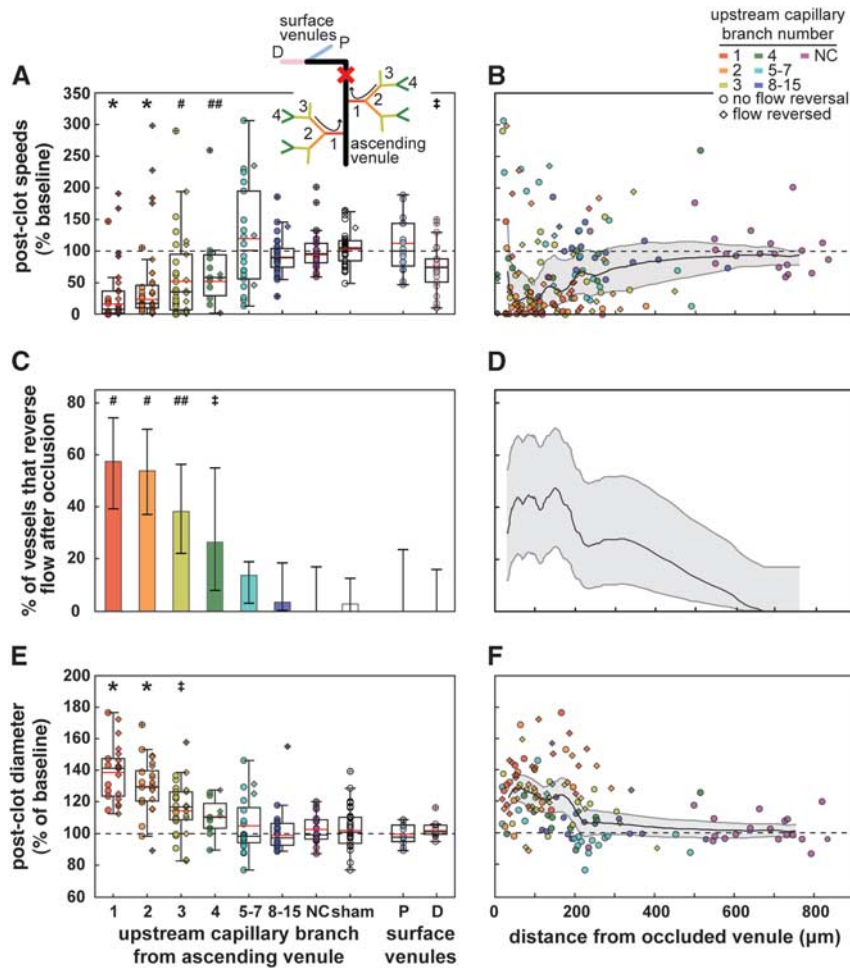 surface
venules
D
P
3
4
2
1
1
2
3
4
ascending
venule
upstream capillary
branch number
1
2
3
4
5-7
8-15
NC
no flow reversal
flow reversed
A
post-clot speeds
(% baseline)
350
300
250
200
150
100
50
0
* * # ## ‡
B
C
% of vessels that reverse
flow after occlusion
80
60
40
20
0
# # ## ‡
D
E
post-clot diameter
(% of baseline)
200
180
160
140
120
100
80
60
* * ‡
1 2 3 4 5-7 8-15 NC sham P D
upstream capillary branch
from ascending venule
surface
venules
F
0 200 400 600 800
distance from occluded venule (µm)